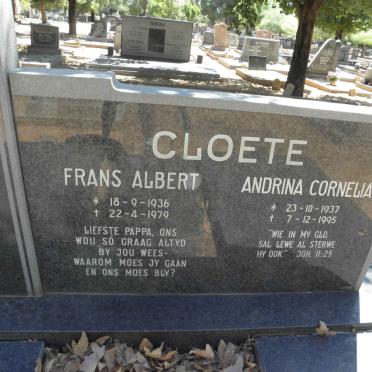 CLOETE
FRANS ALBERT
* 18-9-1936
† 22-4-1979
LIEFSTE PAPPA, ONS
WOU SÓ GRAAG ALTYD
BY JOU WEES-
WAAROM MOES JY GAAN
EN ONS MOES BLY?
ANDRINA CORNELIA
* 23-10-1937
† 7-12-1995
"WIE IN MY GLO,
SAL LEWE AL STERWE
HY OOK" JOH. 11:25